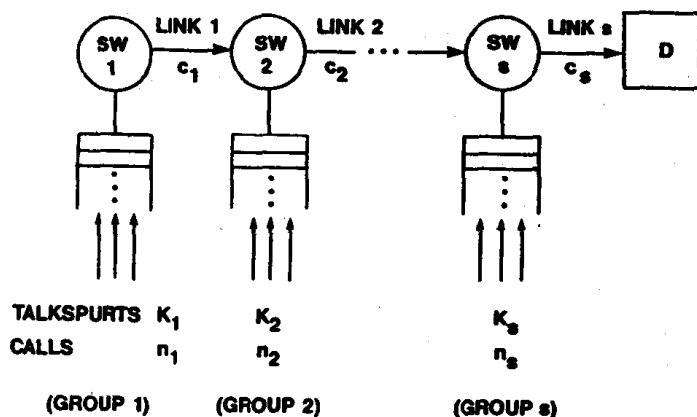 LINK 1 LINK 2 LINK s
SW 1 SW 2 SW s D
c₁ c₂ cₛ
TALKSPURTS K₁ K₂ Kₛ
CALLS n₁ n₂ nₛ
(GROUP 1) (GROUP 2) (GROUP s)